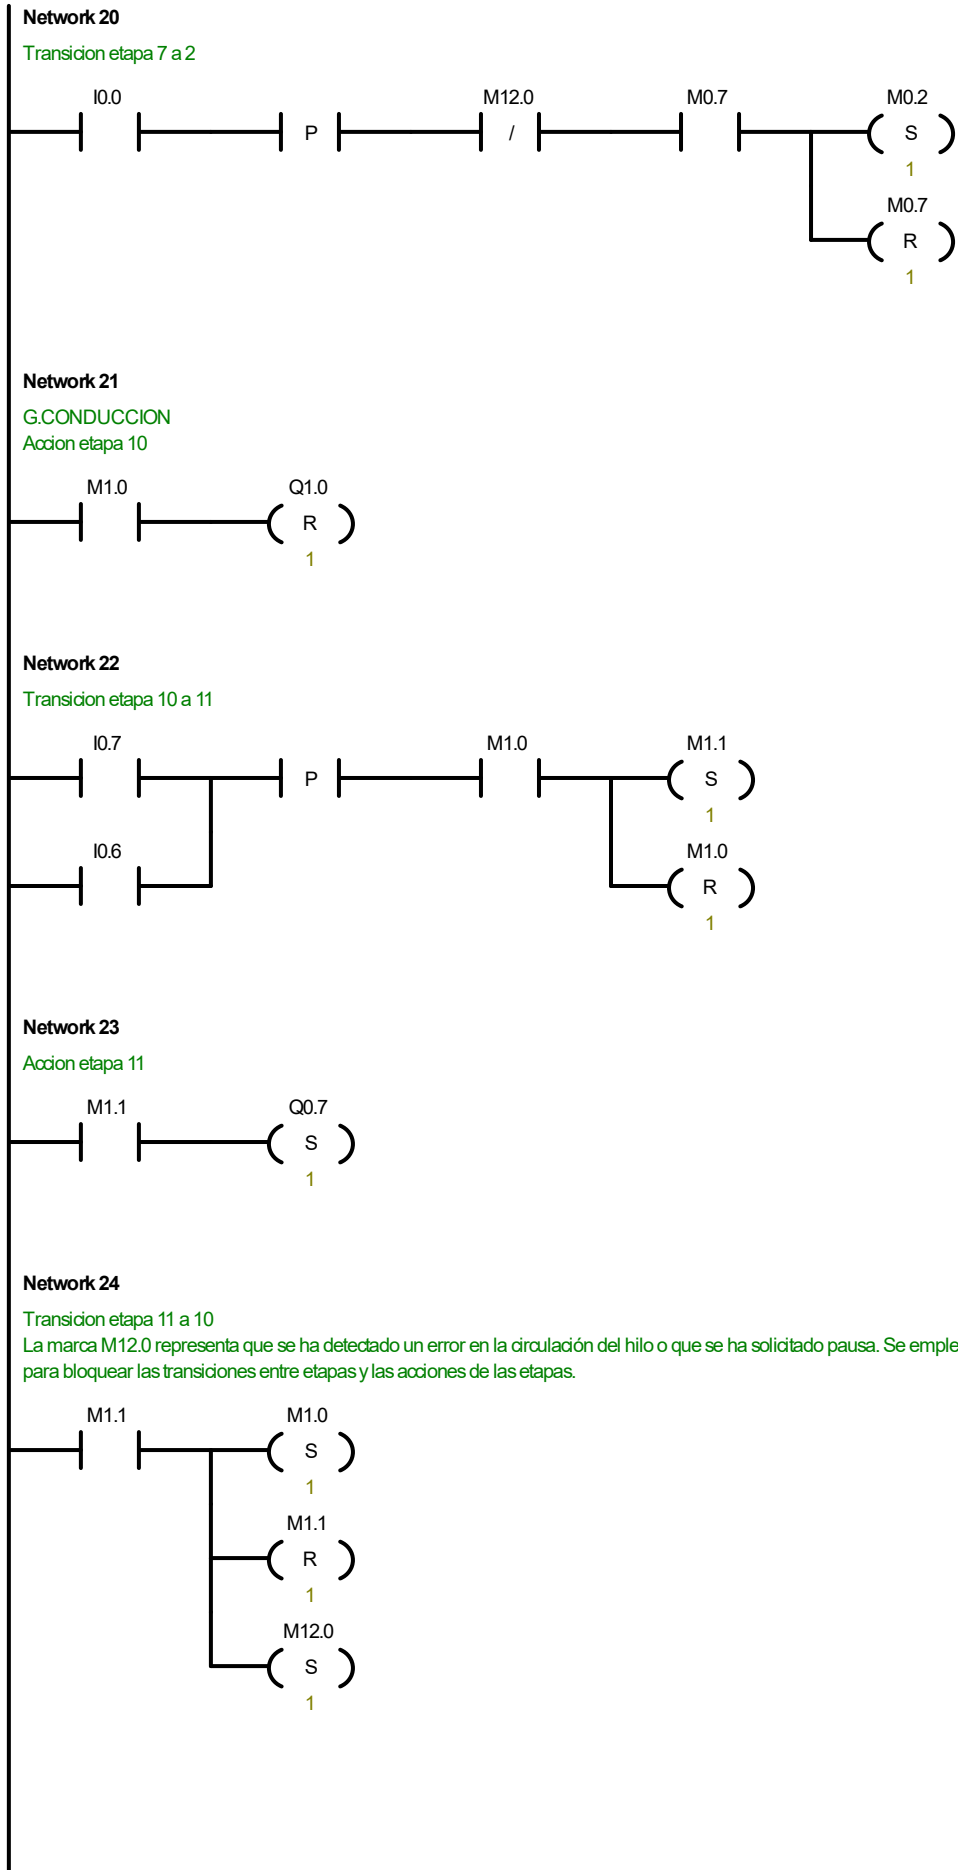 Network 20
Transicion etapa 7 a 2
I0.0 M12.0 M0.7 M0.2
P / S
1
M0.7
R
1
Network 21
G.CONDUCCION
Accion etapa 10
M1.0 Q1.0
R
1
Network 22
Transicion etapa 10 a 11
I0.7 M1.0 M1.1
P S
1
I0.6 M1.0
R
1
Network 23
Accion etapa 11
M1.1 Q0.7
S
1
Network 24
Transicion etapa 11 a 10
La marca M12.0 representa que se ha detectado un error en la circulación del hilo o que se ha solicitado pausa. Se emple
para bloquear las transiciones entre etapas y las acciones de las etapas.
M1.1 M1.0
S
1
M1.1
R
1
M12.0
S
1